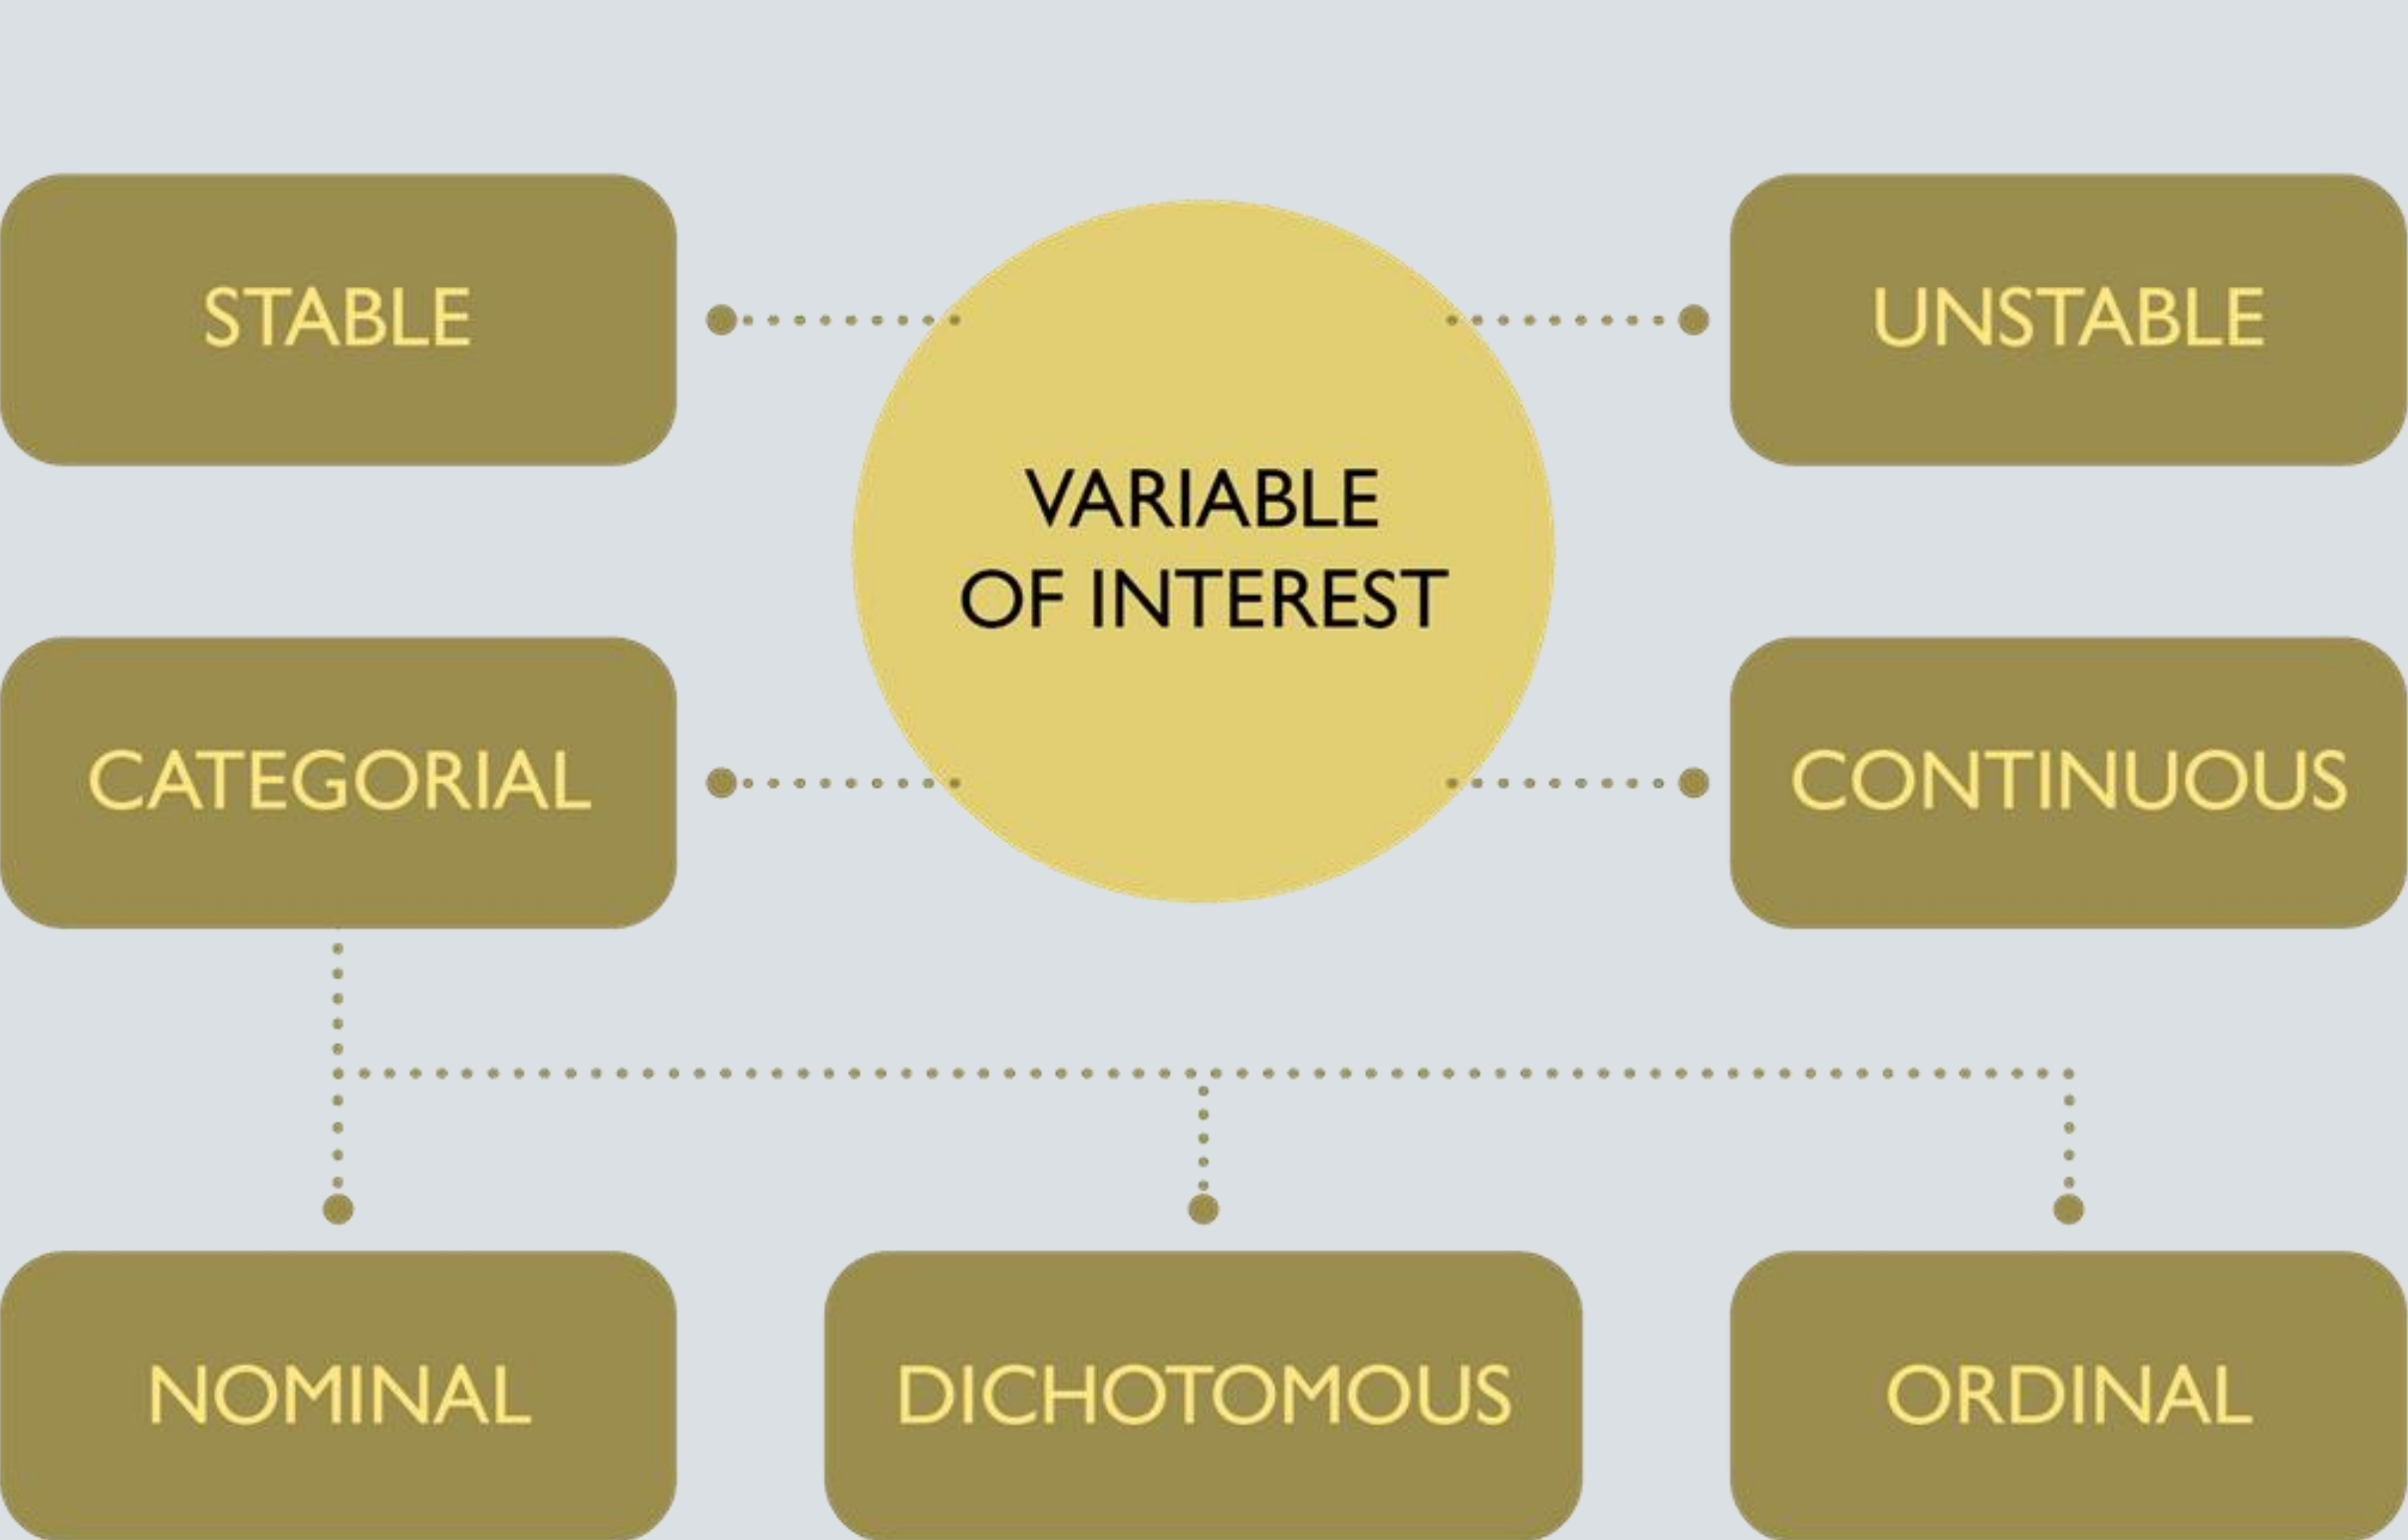 STABLE
UNSTABLE
VARIABLE
OF INTEREST
CATEGORIAL
CONTINUOUS
NOMINAL
DICHOTOMOUS
ORDINAL